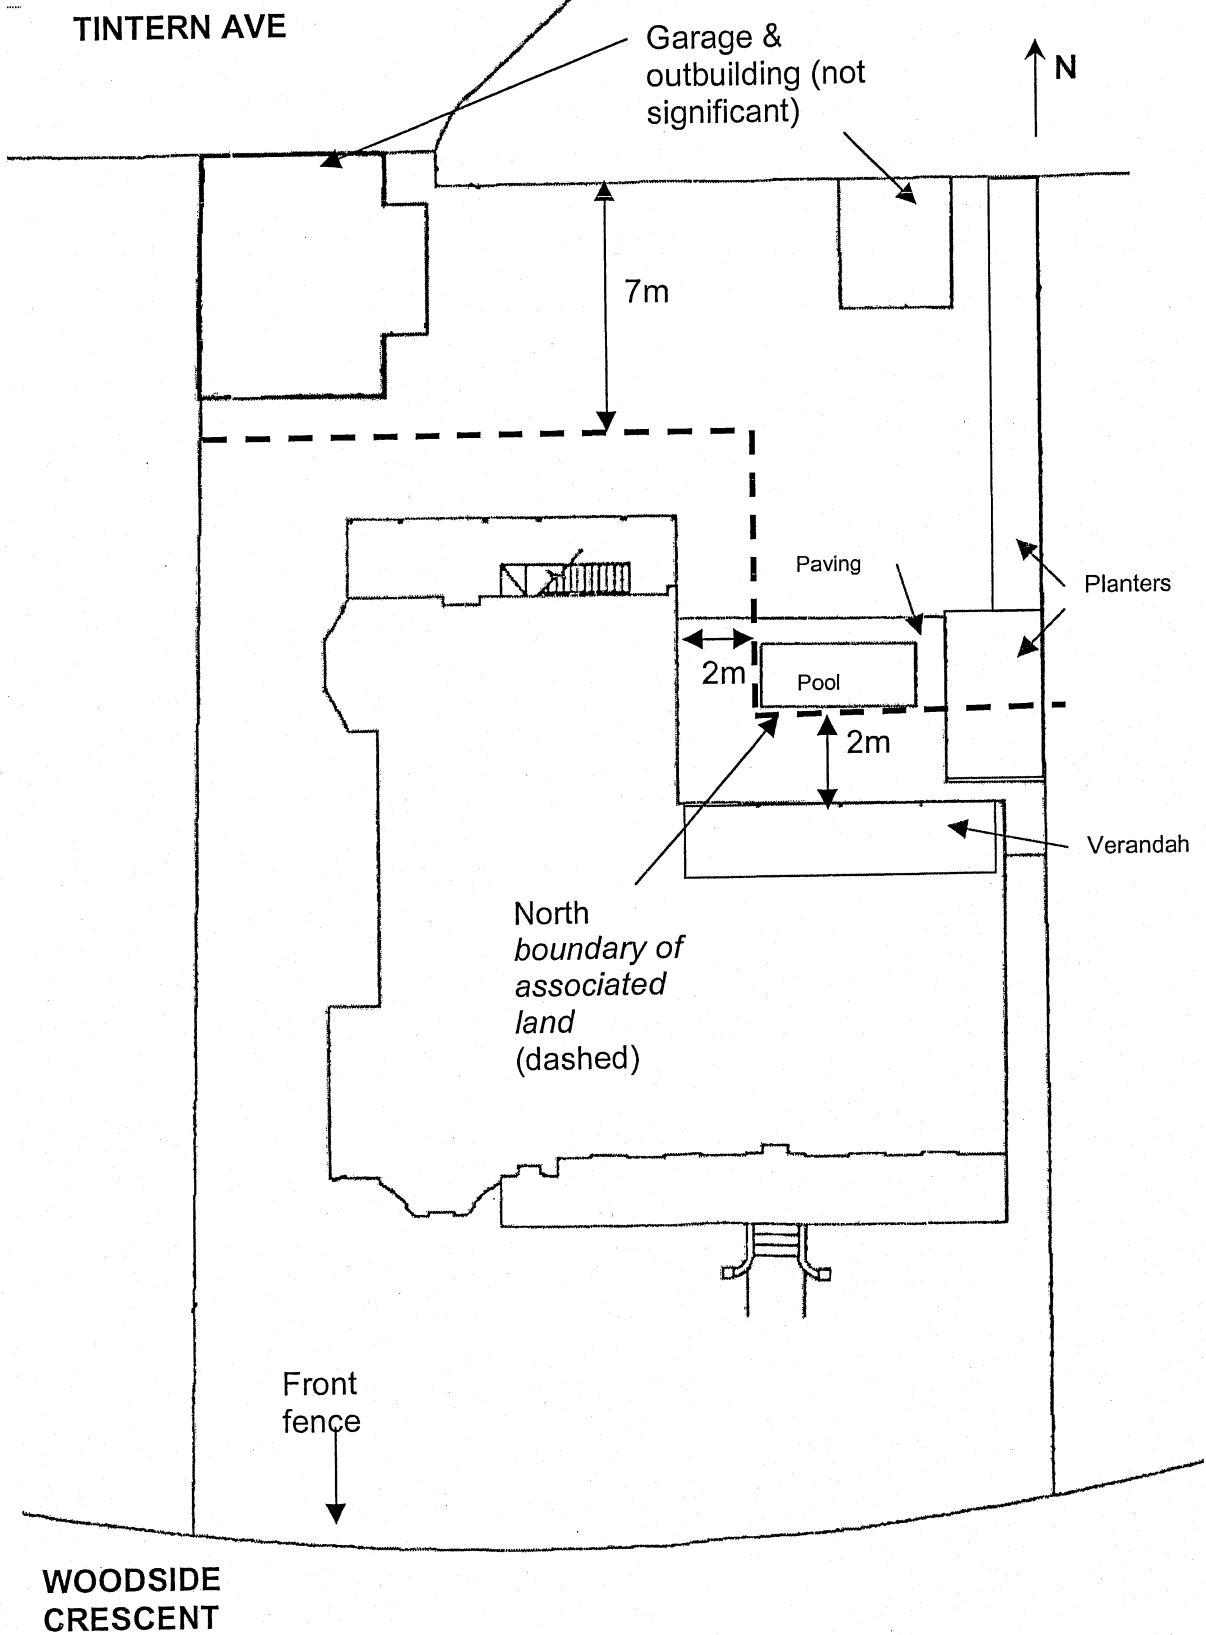 TINTERN AVE
Garage &
outbuilding (not
significant)
N
7m
Paving
Planters
2m
Pool
2m
Verandah
North
boundary of
associated
land
(dashed)
Front
fence
WOODSIDE
CRESCENT